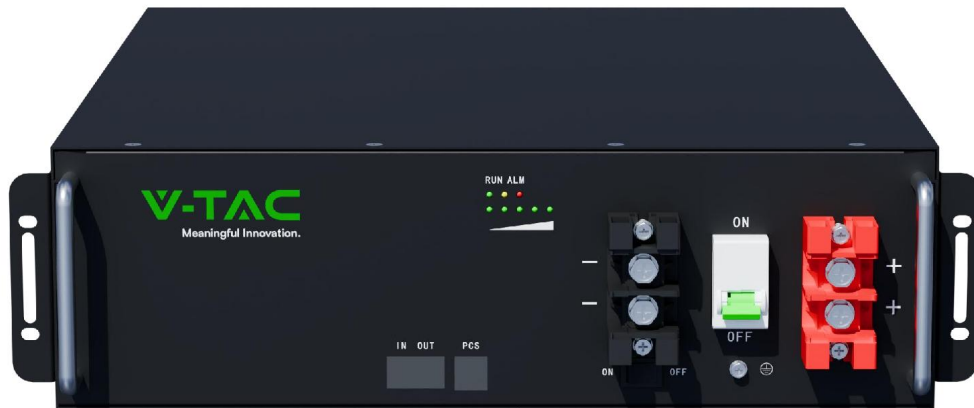 V-TAC
Meaningful Innovation.
RUN ALM
ON
− +
− +
OFF
IN OUT PCS
ON OFF